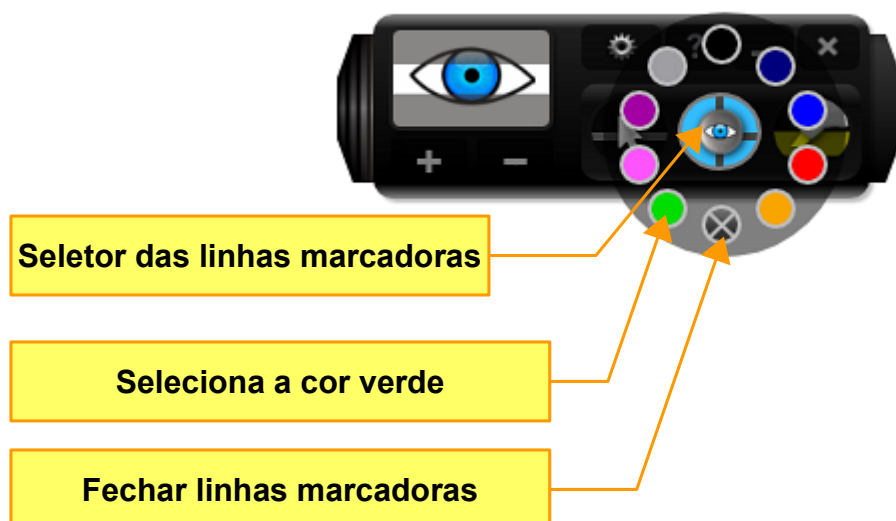 Seletor das linhas marcadoras
Seleciona a cor verde
Fechar linhas marcadoras